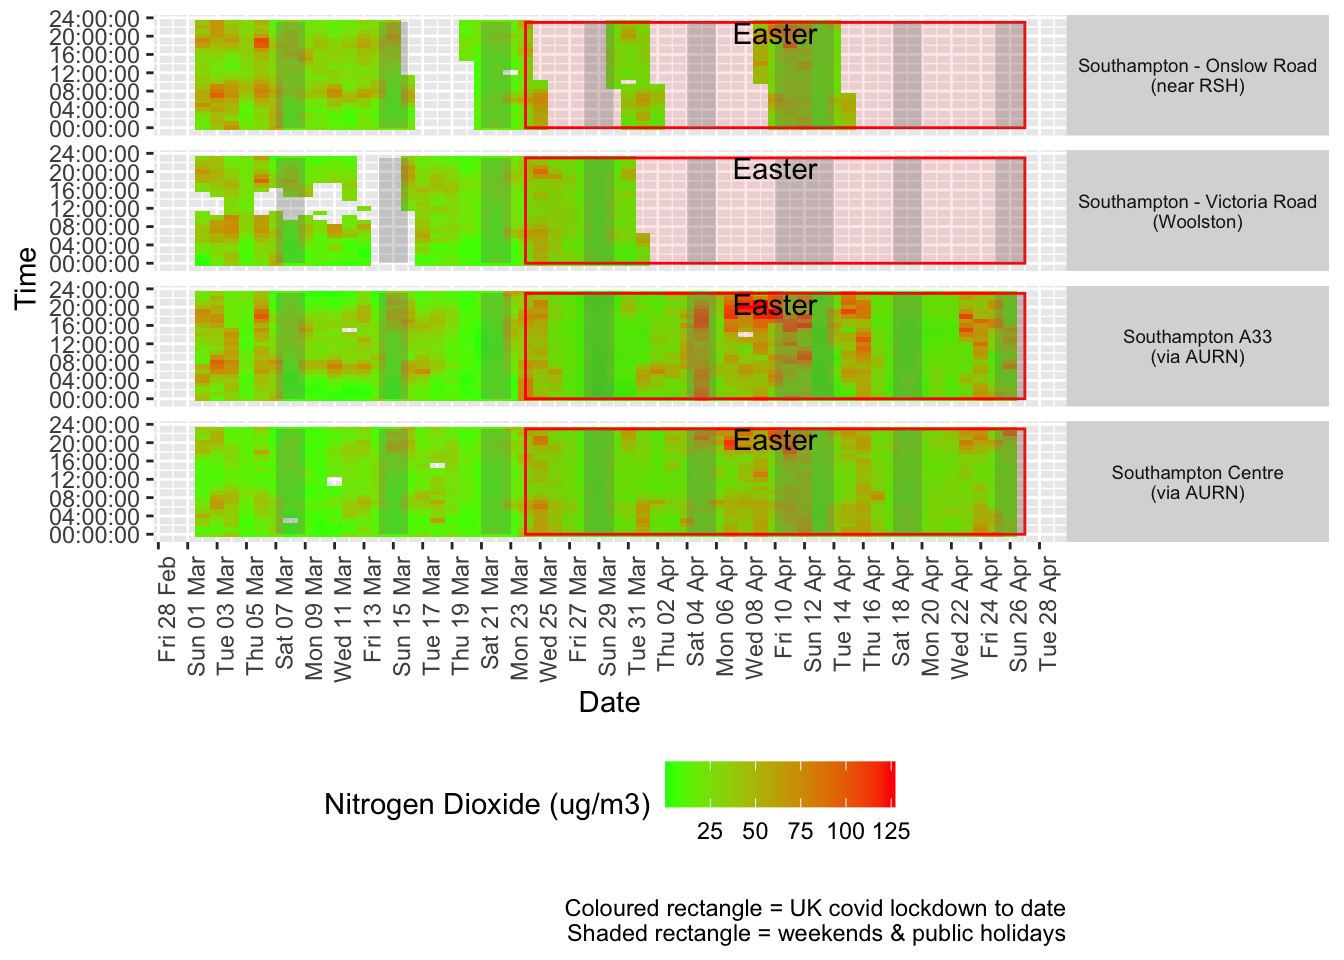 24:00:00
20:00:00
16:00:00
12:00:00
08:00:00
04:00:00
00:00:00
Easter
Southampton - Onslow Road
(near RSH)
24:00:00
20:00:00
16:00:00
12:00:00
08:00:00
04:00:00
00:00:00
Easter
Southampton - Victoria Road
(Woolston)
24:00:00
20:00:00
16:00:00
12:00:00
08:00:00
04:00:00
00:00:00
Easter
Southampton A33
(via AURN)
24:00:00
20:00:00
16:00:00
12:00:00
08:00:00
04:00:00
00:00:00
Easter
Southampton Centre
(via AURN)
Time
Fri 28 Feb
Sun 01 Mar
Tue 03 Mar
Thu 05 Mar
Sat 07 Mar
Mon 09 Mar
Wed 11 Mar
Fri 13 Mar
Sun 15 Mar
Tue 17 Mar
Thu 19 Mar
Sat 21 Mar
Mon 23 Mar
Wed 25 Mar
Fri 27 Mar
Sun 29 Mar
Tue 31 Mar
Thu 02 Apr
Sat 04 Apr
Mon 06 Apr
Wed 08 Apr
Fri 10 Apr
Sun 12 Apr
Tue 14 Apr
Thu 16 Apr
Sat 18 Apr
Mon 20 Apr
Wed 22 Apr
Fri 24 Apr
Sun 26 Apr
Tue 28 Apr
Date
Nitrogen Dioxide (ug/m3)
25 50 75 100 125
Coloured rectangle = UK covid lockdown to date
Shaded rectangle = weekends & public holidays